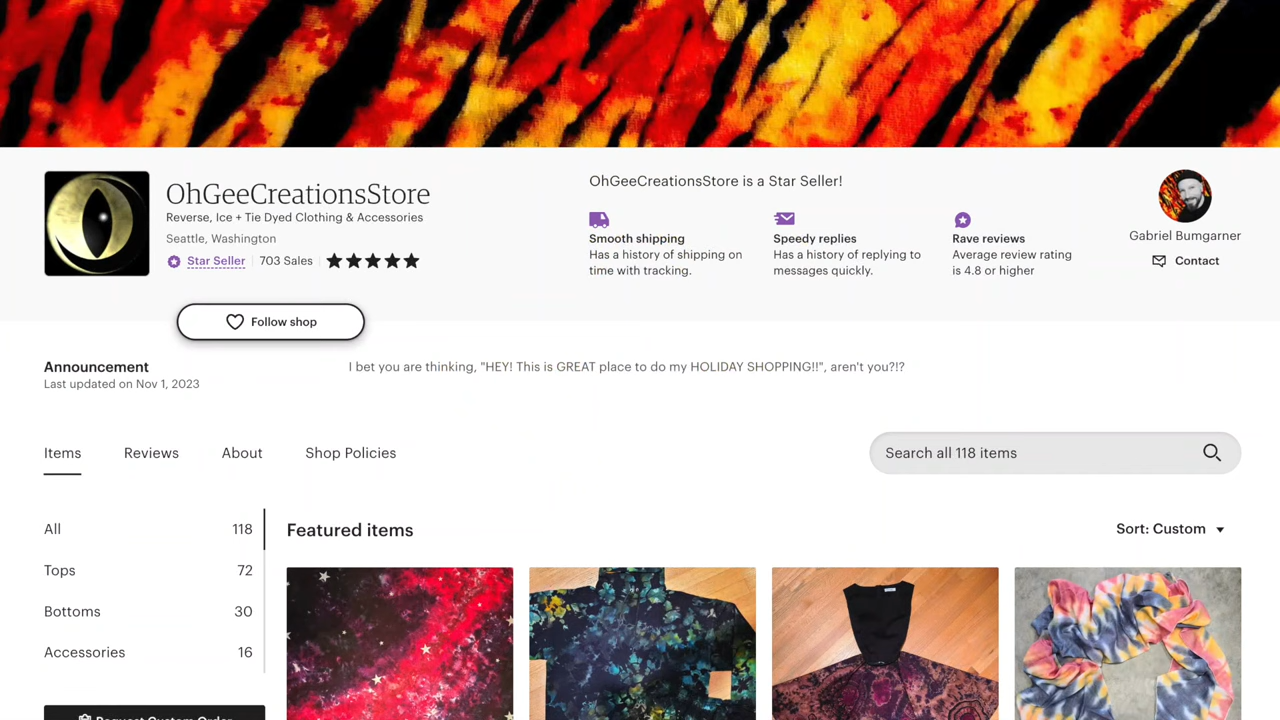 OhGeeCreationsStore
Reverse, Ice + Tie Dyed Clothing & Accessories
Seattle, Washington
Star Seller 703 Sales
Follow shop
OhGeeCreationsStore is a Star Seller!
Smooth shipping
Has a history of shipping on
time with tracking.
Speedy replies
Has a history of replying to
messages quickly.
Rave reviews
Average review rating
is 4.8 or higher
Gabriel Bumgarner
Contact
Announcement
Last updated on Nov 1, 2023
I bet you are thinking, "HEY! This is GREAT place to do my HOLIDAY SHOPPING!!", aren't you?!?
Items Reviews About Shop Policies
Search all 118 items
All 118
Tops 72
Bottoms 30
Accessories 16
Request Custom Order
Featured items
Sort: Custom